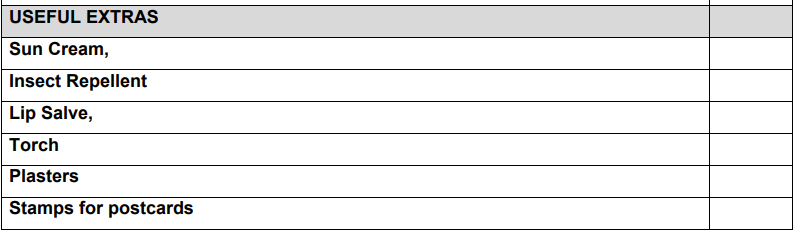 USEFUL EXTRAS
Sun Cream,
Insect Repellent
Lip Salve,
Torch
Plasters
Stamps for postcards